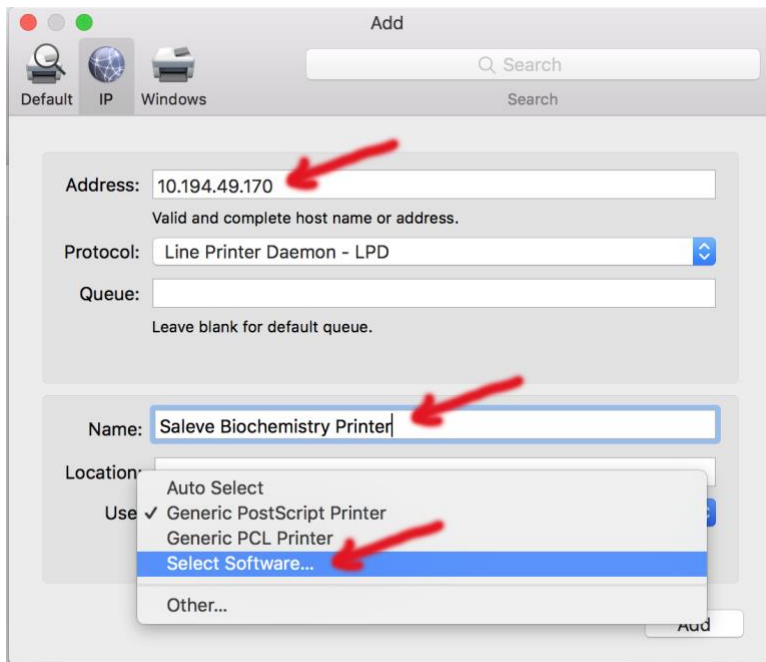 Add
Search
Default IP Windows Search
Address: 10.194.49.170
Valid and complete host name or address.
Protocol: Line Printer Daemon - LPD
Queue:
Leave blank for default queue.
Name: Saleve Biochemistry Printer
Location:
Auto Select
Use ✓ Generic PostScript Printer
Generic PCL Printer
Select Software...
Other...
Add